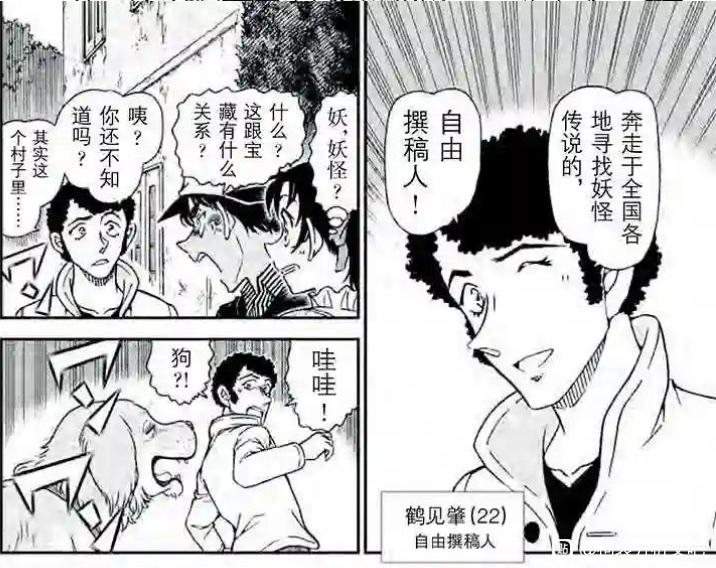 奔走于全国各
地寻找妖怪
传说的，
自由
撰稿人！
鹤见肇(22)
自由撰稿人
妖，妖怪？
什么？
这跟宝
藏有什么
关系？
咦？
你还不知
道吗？
其实这
个村子里……
哇哇！
狗?!